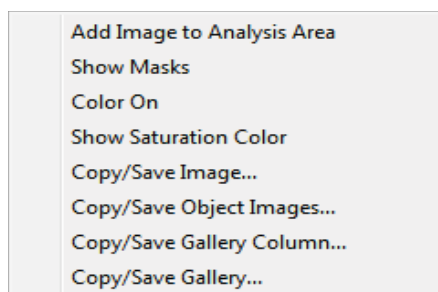 Add Image to Analysis Area
Show Masks
Color On
Show Saturation Color
Copy/Save Image...
Copy/Save Object Images...
Copy/Save Gallery Column...
Copy/Save Gallery...